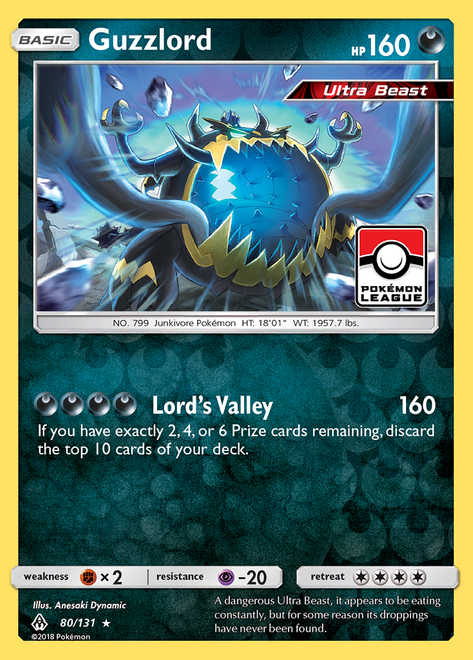 BASIC Guzzlord HP 160
Ultra Beast
POKÉMON
LEAGUE
NO. 799 Junkivore Pokémon HT: 18'01" WT: 1957.7 lbs.
Lord's Valley 160
If you have exactly 2, 4, or 6 Prize cards remaining, discard
the top 10 cards of your deck.
weakness ×2 resistance -20 retreat
Illus. Anesaki Dynamic
80/131 ★
©2018 Pokémon
A dangerous Ultra Beast, it appears to be eating
constantly, but for some reason its droppings
have never been found.